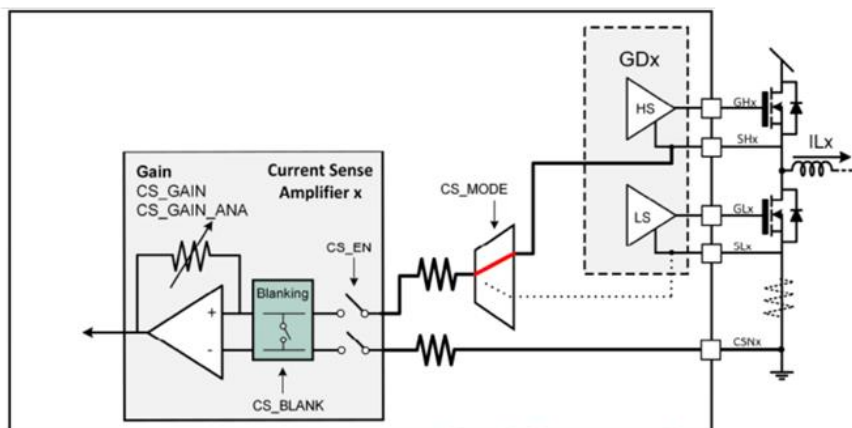 GDx
HS
GHx
SHx
ILx
Gain
CS_GAIN
CS_GAIN_ANA
Current Sense
Amplifier x
CS_MODE
LS
GLx
SLx
CS_EN
Blanking
+
-
CSNx
CS_BLANK